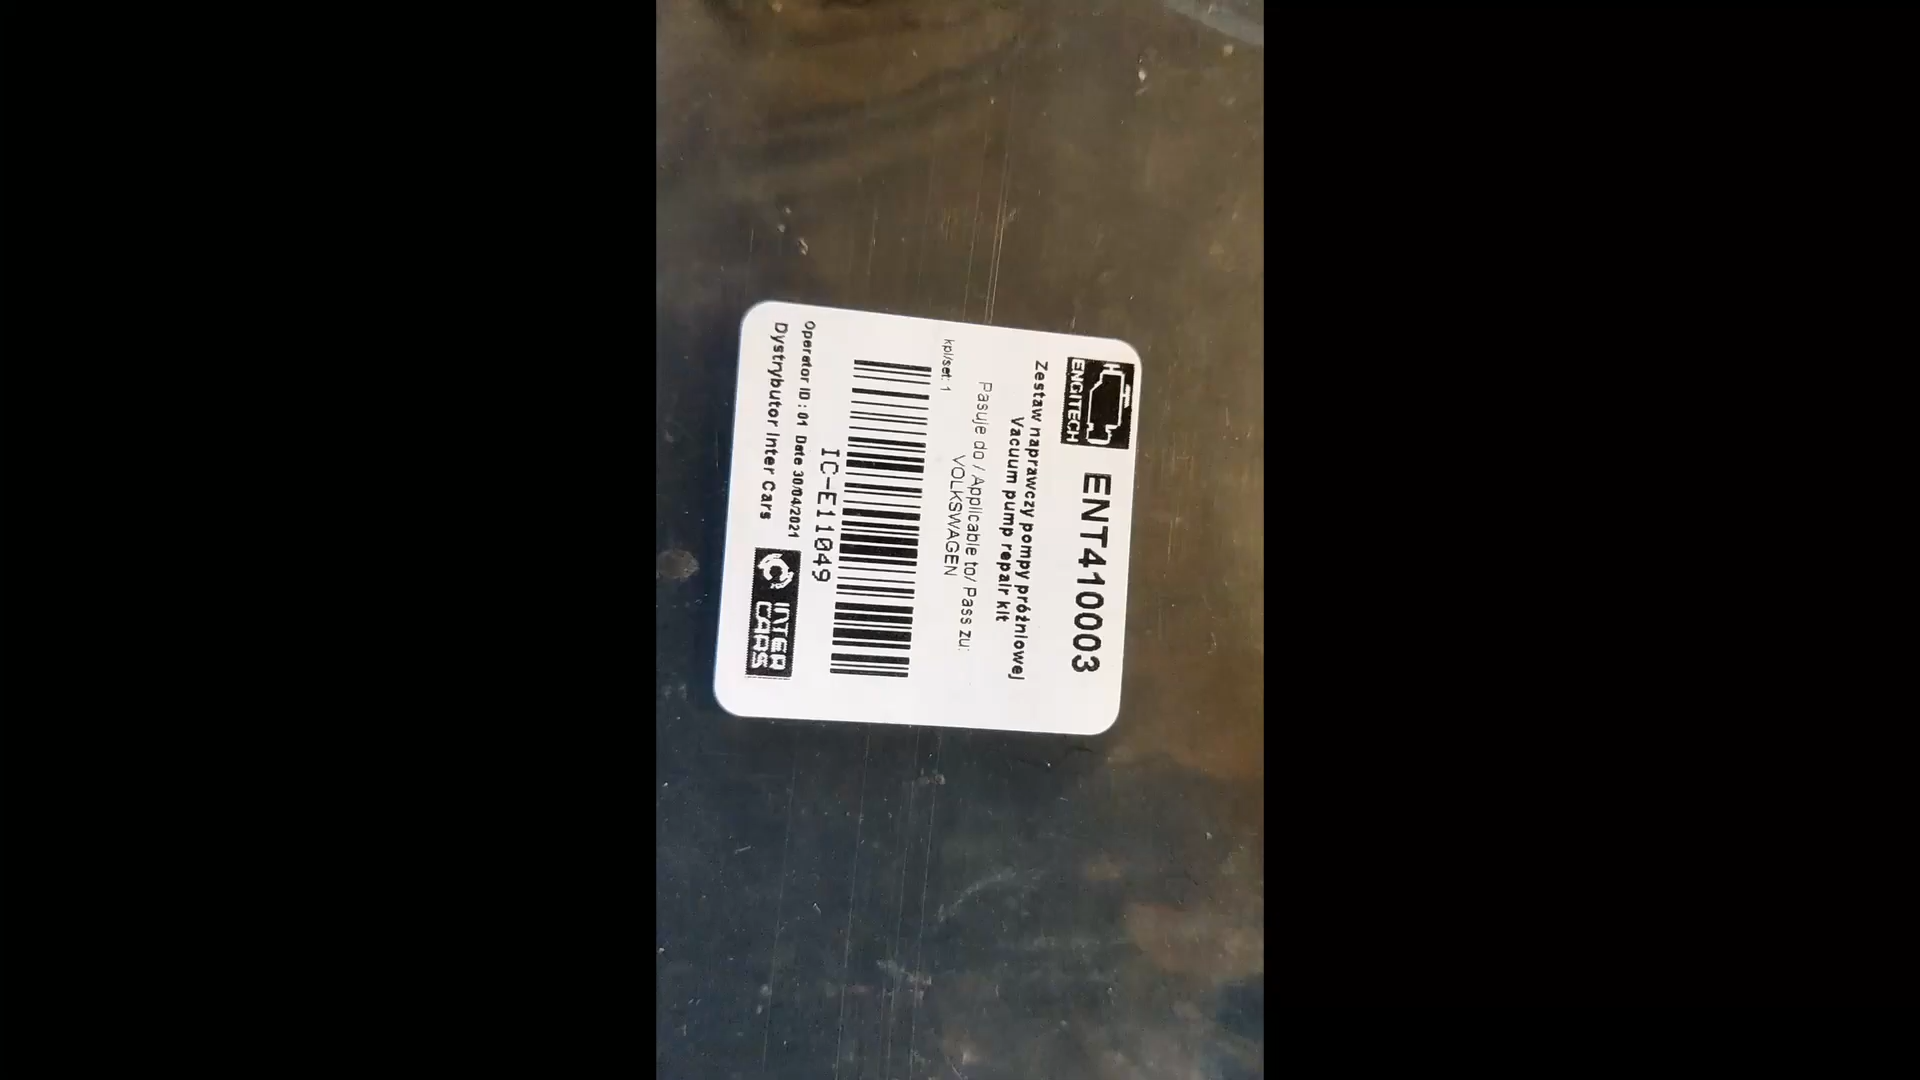 ENGITECH
ENT410003
Zestaw naprawczy pompy próżniowej
Vacuum pump repair kit
Pasuje do / Applicable to/ Pass zu:
VOLKSWAGEN
kpl/set: 1
IC-E11049
Operator ID : 01 Date 30/04/2021
Dystrybutor Inter Cars
INTER
CARS